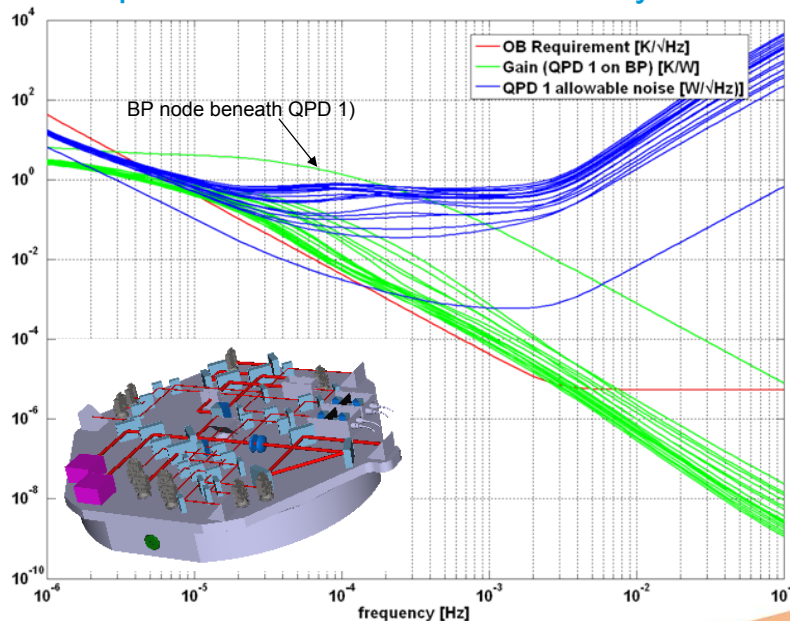 10^4
10^2
10^0
10^-2
10^-4
10^-6
10^-8
10^-10
OB Requirement [K/√Hz]
Gain (QPD 1 on BP) [K/W]
QPD 1 allowable noise [W/√Hz)]
BP node beneath QPD 1)
10^-6
10^-5
10^-4
10^-3
10^-2
frequency [Hz]